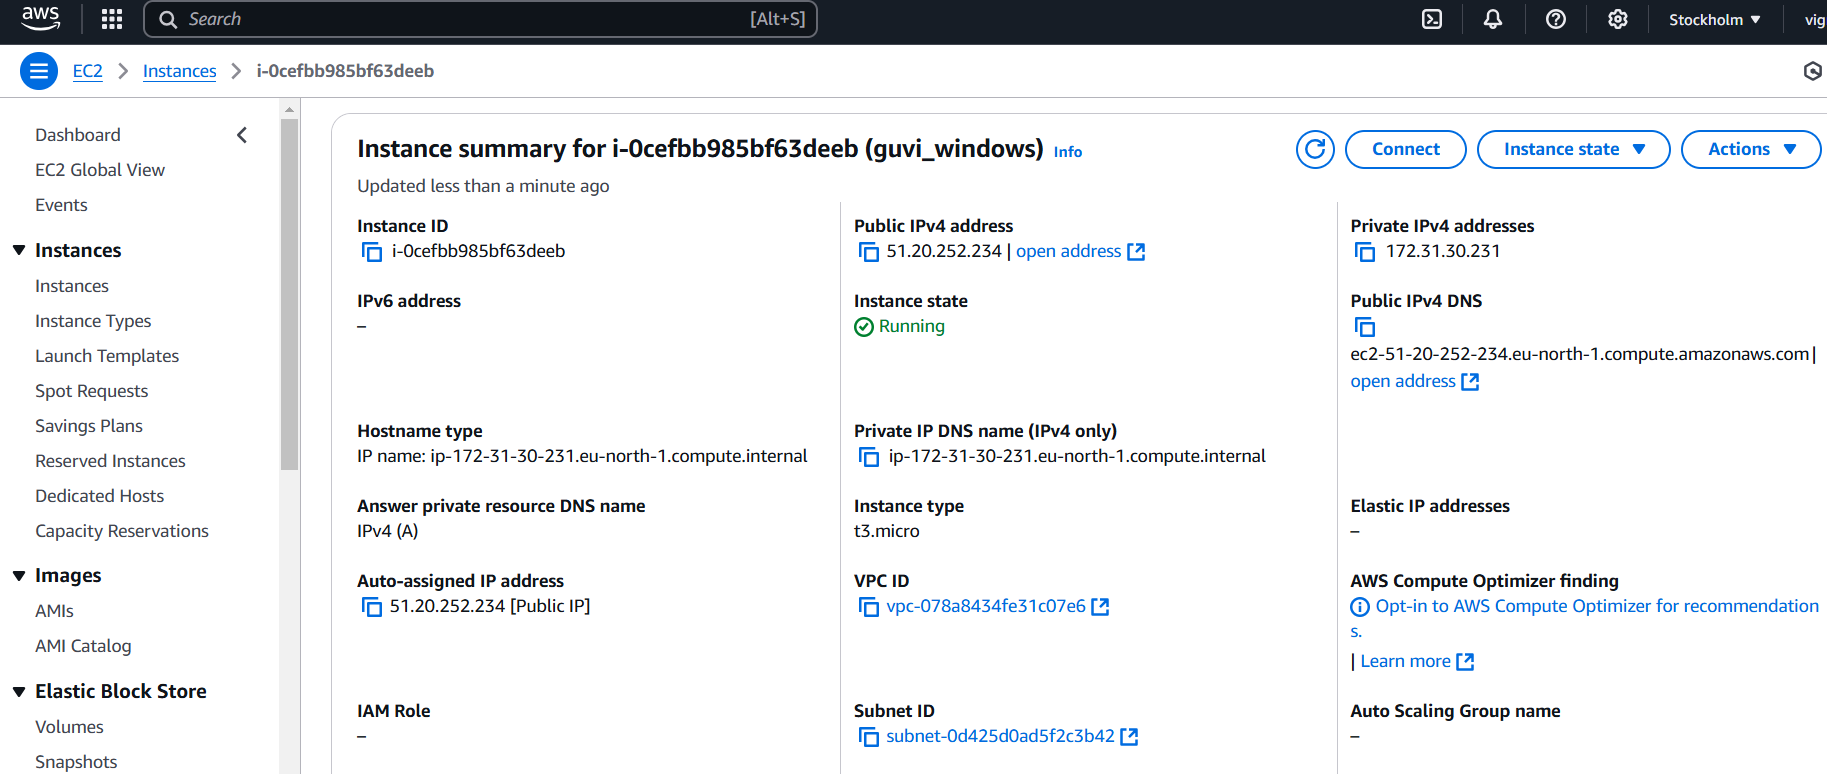 aws
Search [Alt+S]
Stockholm
vig
EC2 Instances i-0cefbb985bf63deeb
Dashboard
EC2 Global View
Events
Instances
Instances
Instance Types
Launch Templates
Spot Requests
Savings Plans
Reserved Instances
Dedicated Hosts
Capacity Reservations
Images
AMIs
AMI Catalog
Elastic Block Store
Volumes
Snapshots
Instance summary for i-0cefbb985bf63deeb (guvi_windows) Info
Updated less than a minute ago
Connect
Instance state
Actions
Instance ID
i-0cefbb985bf63deeb
Public IPv4 address
51.20.252.234 | open address
Private IPv4 addresses
172.31.30.231
IPv6 address
–
Instance state
Running
Public IPv4 DNS
ec2-51-20-252-234.eu-north-1.compute.amazonaws.com |
open address
Hostname type
IP name: ip-172-31-30-231.eu-north-1.compute.internal
Private IP DNS name (IPv4 only)
ip-172-31-30-231.eu-north-1.compute.internal
Answer private resource DNS name
IPv4 (A)
Instance type
t3.micro
Elastic IP addresses
–
Auto-assigned IP address
51.20.252.234 [Public IP]
VPC ID
vpc-078a8434fe31c07e6
AWS Compute Optimizer finding
Opt-in to AWS Compute Optimizer for recommendation
s.
| Learn more
IAM Role
–
Subnet ID
subnet-0d425d0ad5f2c3b42
Auto Scaling Group name
–